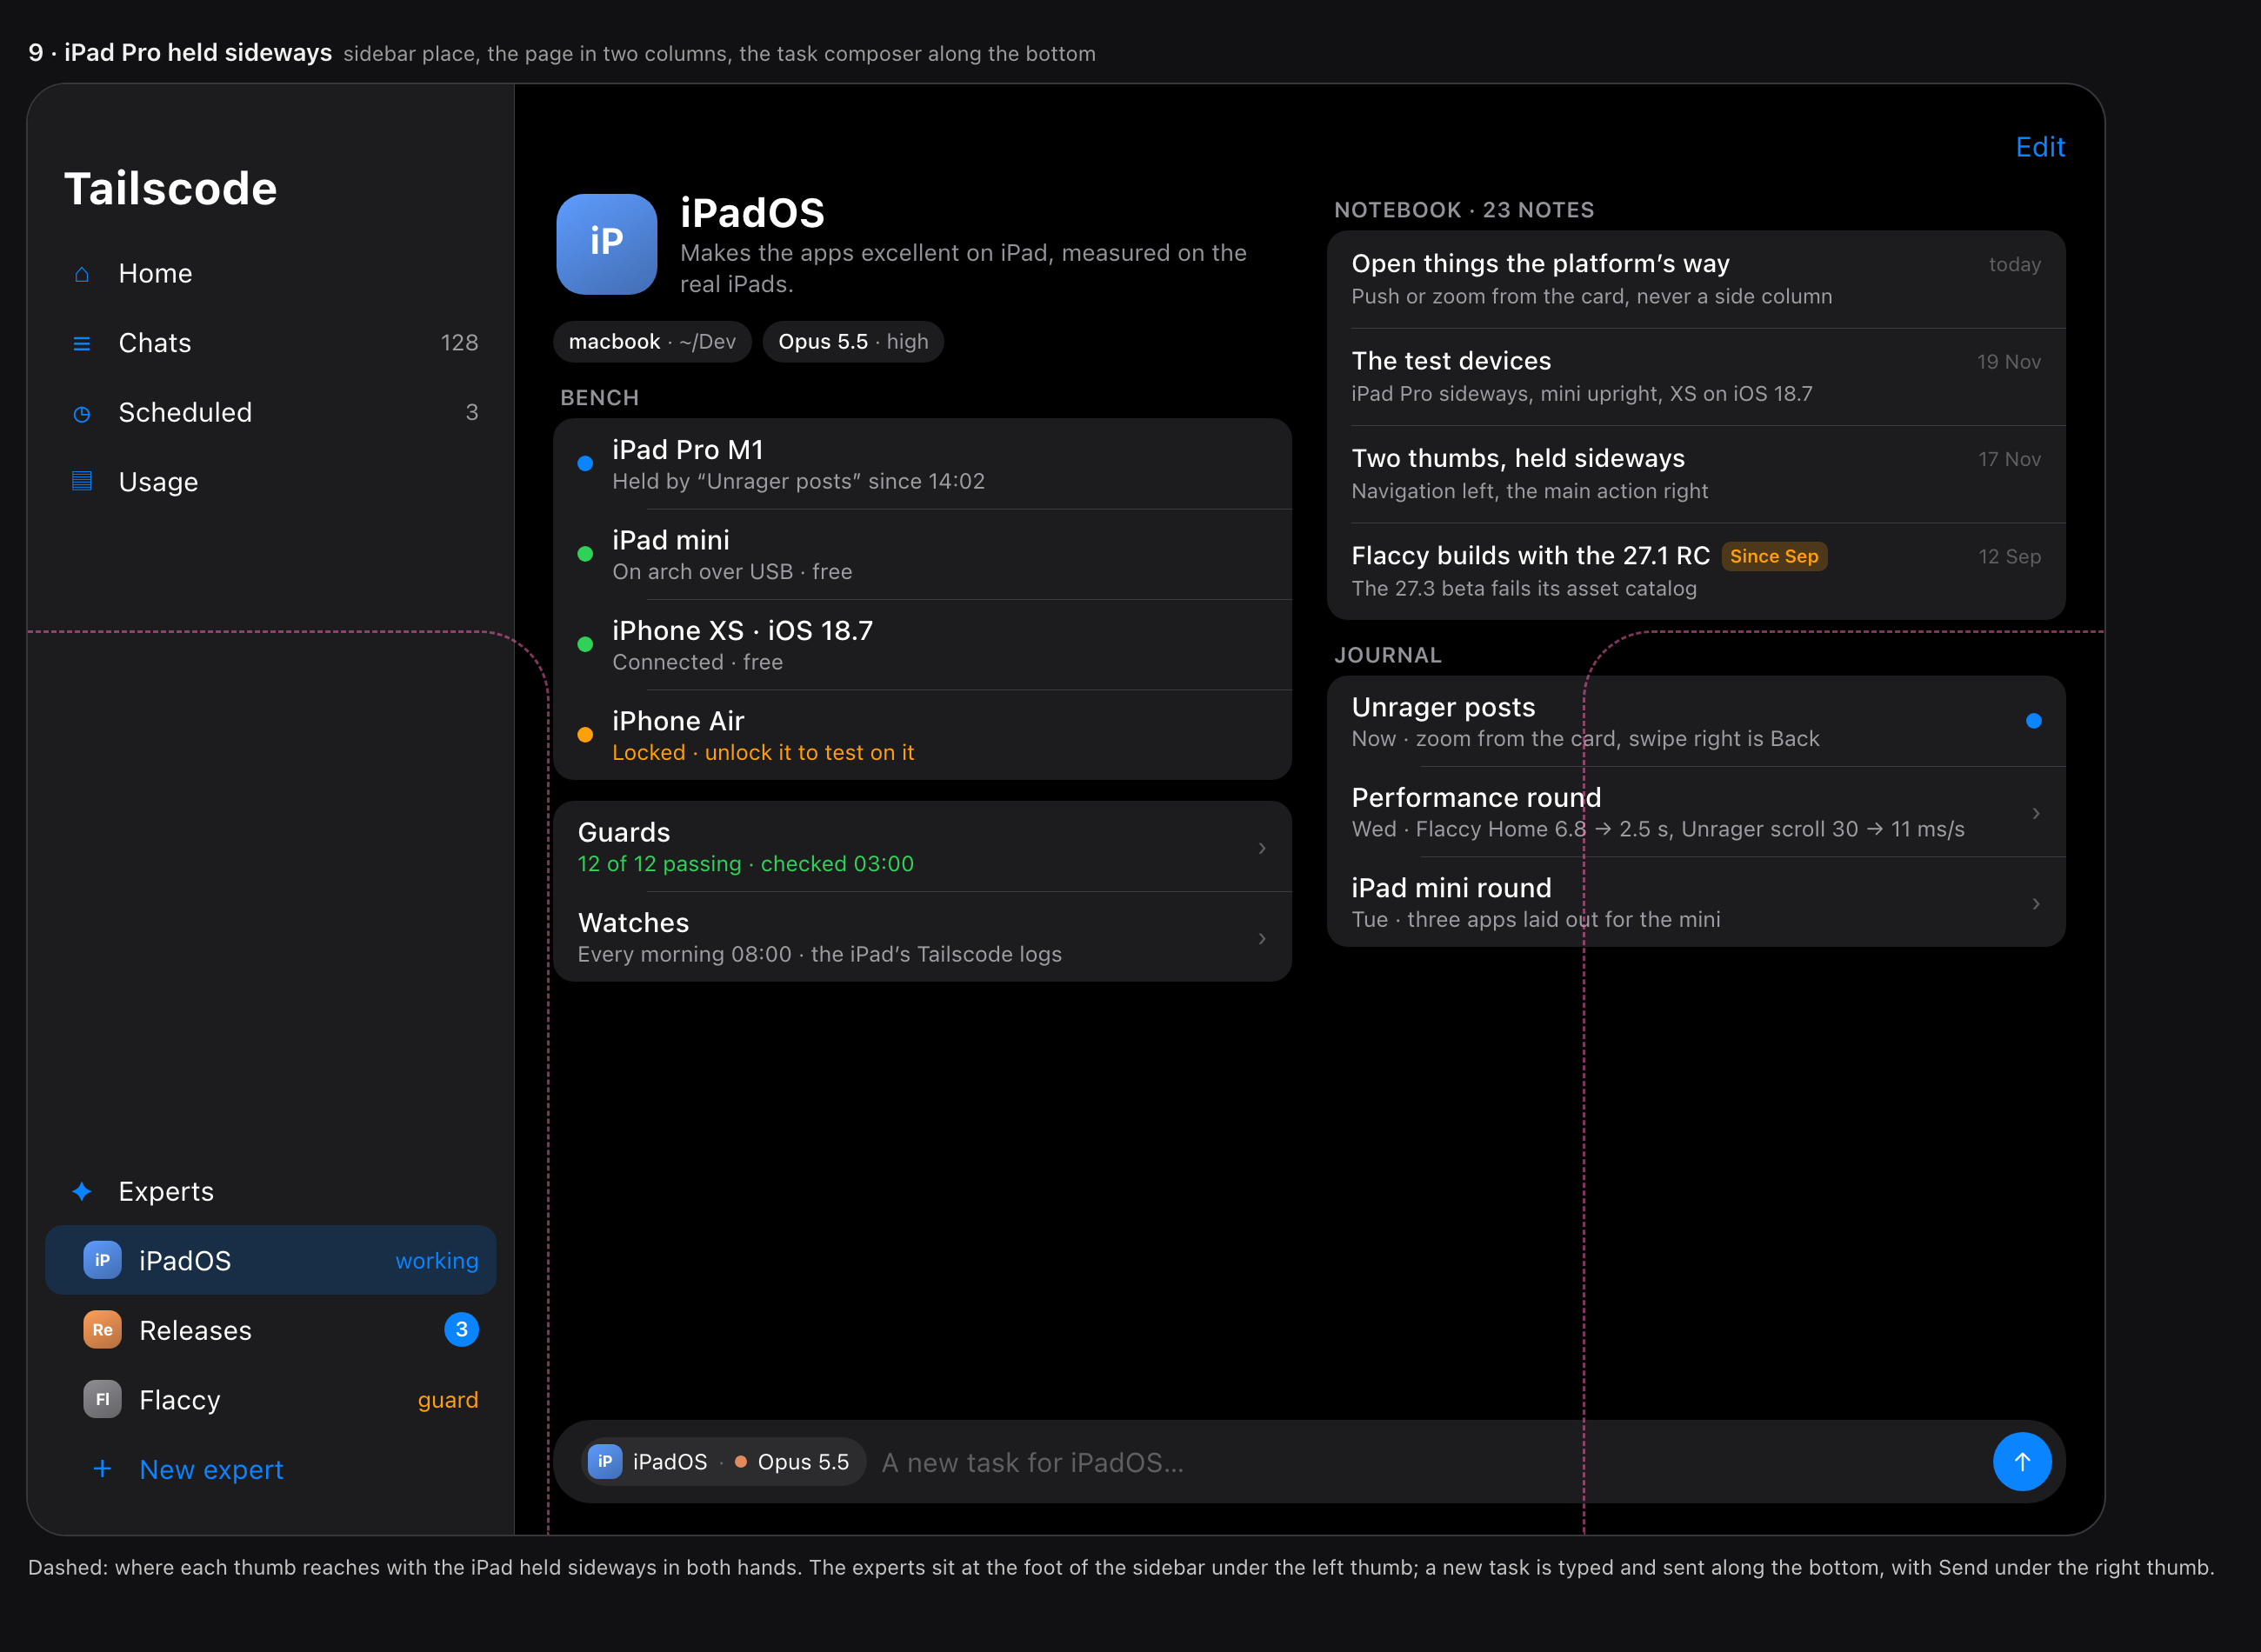 9 · iPad Pro held sideways sidebar place, the page in two columns, the task composer along the bottom
Tailscode
Home
Chats 128
Scheduled 3
Usage
Experts
iP iPadOS working
Re Releases 3
Fl Flaccy guard
+ New expert
Edit
iP
iPadOS
Makes the apps excellent on iPad, measured on the
real iPads.
macbook · ~/Dev Opus 5.5 · high
BENCH
iPad Pro M1
Held by “Unrager posts” since 14:02
iPad mini
On arch over USB · free
iPhone XS · iOS 18.7
Connected · free
iPhone Air
Locked · unlock it to test on it
Guards
12 of 12 passing · checked 03:00
Watches
Every morning 08:00 · the iPad’s Tailscode logs
NOTEBOOK · 23 NOTES
Open things the platform’s way today
Push or zoom from the card, never a side column
The test devices 19 Nov
iPad Pro sideways, mini upright, XS on iOS 18.7
Two thumbs, held sideways 17 Nov
Navigation left, the main action right
Flaccy builds with the 27.1 RC Since Sep 12 Sep
The 27.3 beta fails its asset catalog
JOURNAL
Unrager posts
Now · zoom from the card, swipe right is Back
Performance round
Wed · Flaccy Home 6.8 → 2.5 s, Unrager scroll 30 → 11 ms/s
iPad mini round
Tue · three apps laid out for the mini
iP iPadOS · Opus 5.5 A new task for iPadOS…
Dashed: where each thumb reaches with the iPad held sideways in both hands. The experts sit at the foot of the sidebar under the left thumb; a new task is typed and sent along the bottom, with Send under the right thumb.